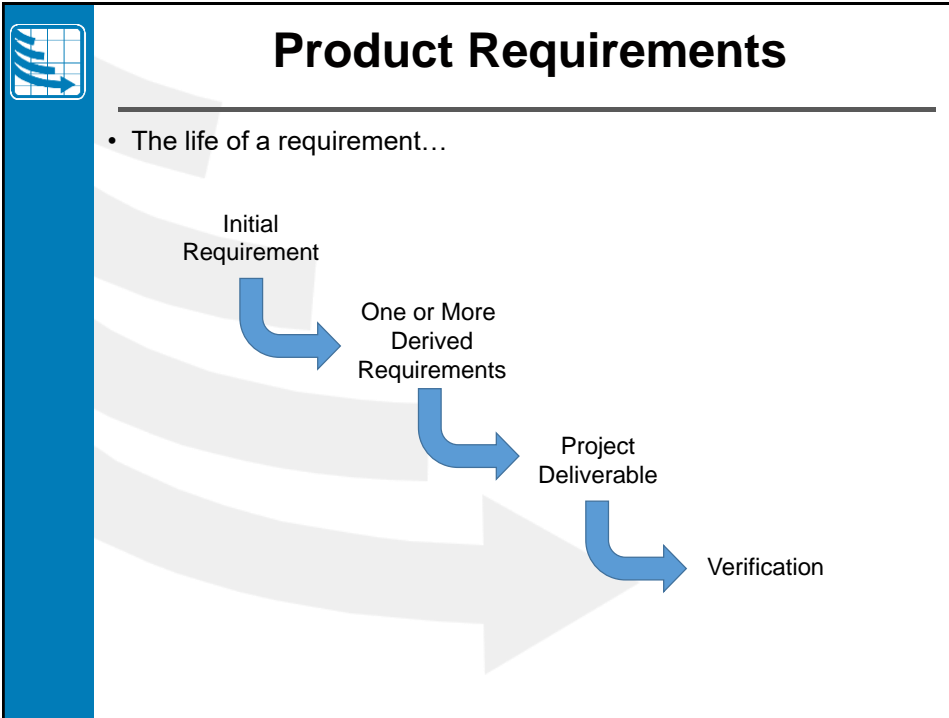 Product Requirements
• The life of a requirement…
Initial
Requirement
One or More
Derived
Requirements
Project
Deliverable
Verification